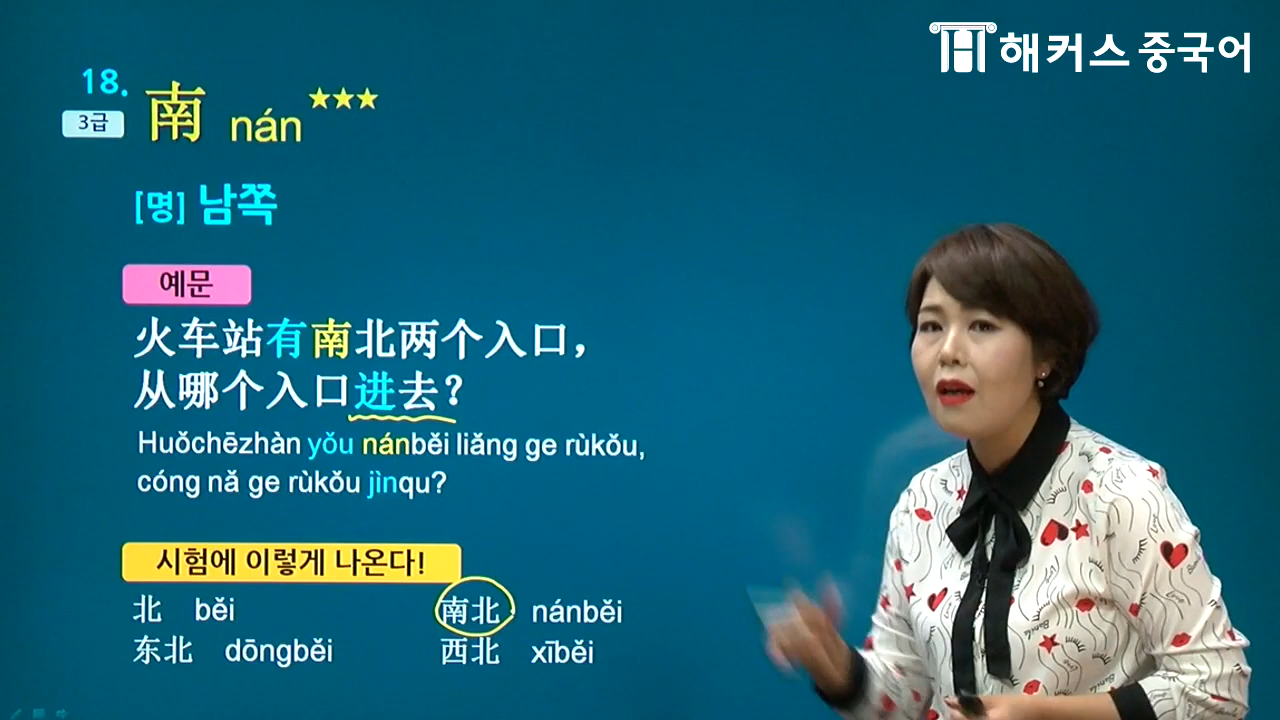 해커스 중국어
18.
3급
南 nán ★★★
[명] 남쪽
예문
火车站有南北两个入口,
从哪个入口进去?
Huǒchēzhàn yǒu nánběi liǎng ge rùkǒu,
cóng nǎ ge rùkǒu jìnqu?
시험에 이렇게 나온다!
北 běi 南北 nánběi
东北 dōngběi 西北 xīběi